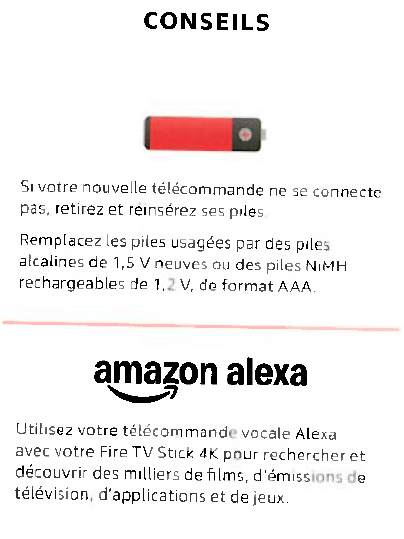 CONSEILS
Si votre nouvelle télécommande ne se connecte
pas, retirez et réinsérez ses piles.
Remplacez les piles usagées par des piles
alcalines de 1,5 V neuves ou des piles NiMH
rechargeables de 1,2 V, de format AAA.
amazon alexa
Utilisez votre télécommande vocale Alexa
avec votre Fire TV Stick 4K pour rechercher et
découvrir des milliers de films, d'émissions de
télévision, d'applications et de jeux.